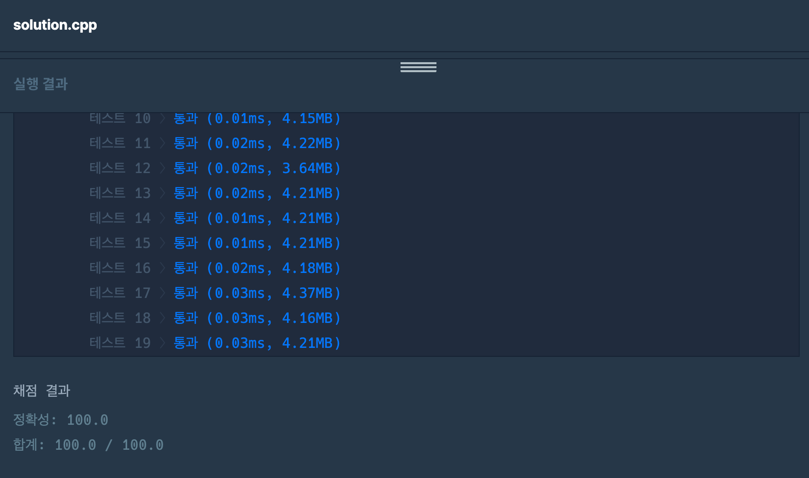 solution.cpp
실행 결과
테스트 10 〉 통과 (0.01ms, 4.15MB)
테스트 11 〉 통과 (0.02ms, 4.22MB)
테스트 12 〉 통과 (0.02ms, 3.64MB)
테스트 13 〉 통과 (0.02ms, 4.21MB)
테스트 14 〉 통과 (0.01ms, 4.21MB)
테스트 15 〉 통과 (0.01ms, 4.21MB)
테스트 16 〉 통과 (0.02ms, 4.18MB)
테스트 17 〉 통과 (0.03ms, 4.37MB)
테스트 18 〉 통과 (0.03ms, 4.16MB)
테스트 19 〉 통과 (0.03ms, 4.21MB)
채점 결과
정확성: 100.0
합계: 100.0 / 100.0